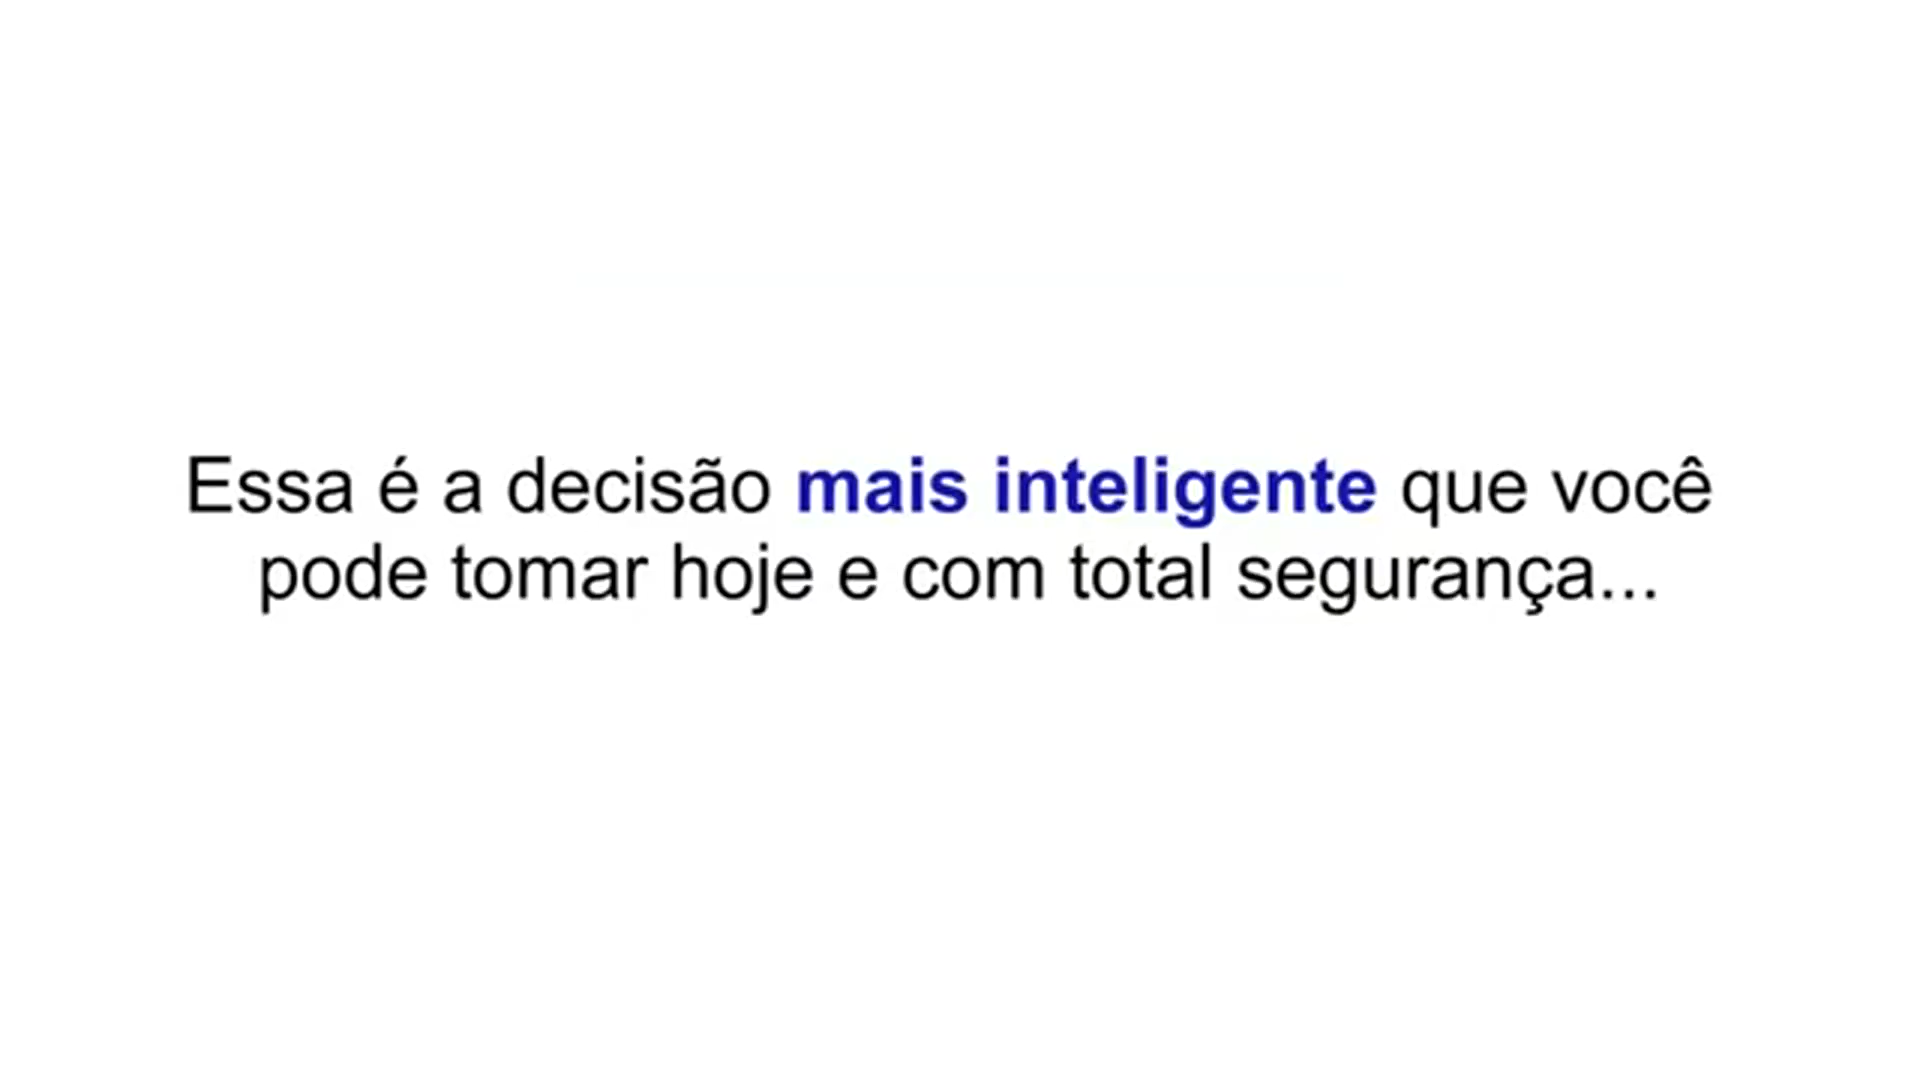 Essa é a decisão mais inteligente que você
pode tomar hoje e com total segurança...